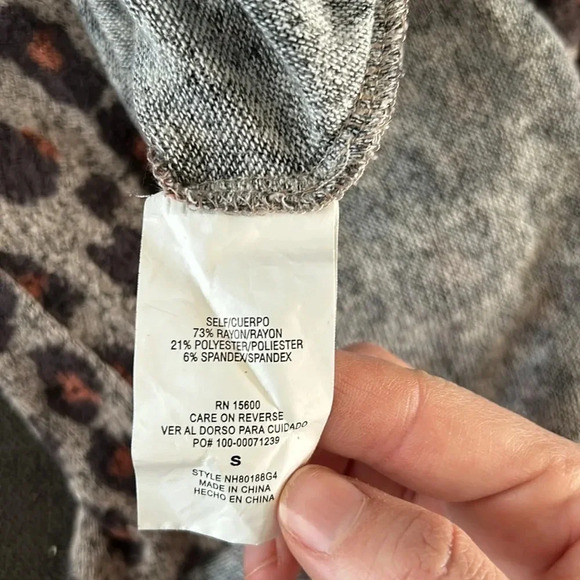 SELF/CUERPO
73% RAYON/RAYON
21% POLYESTER/POLIESTER
6% SPANDEX/SPANDEX
RN 15600
CARE ON REVERSE
VER AL DORSO PARA CUIDADO
PO# 100-00071239
S
STYLE NH80188G4
MADE IN CHINA
HECHO EN CHINA